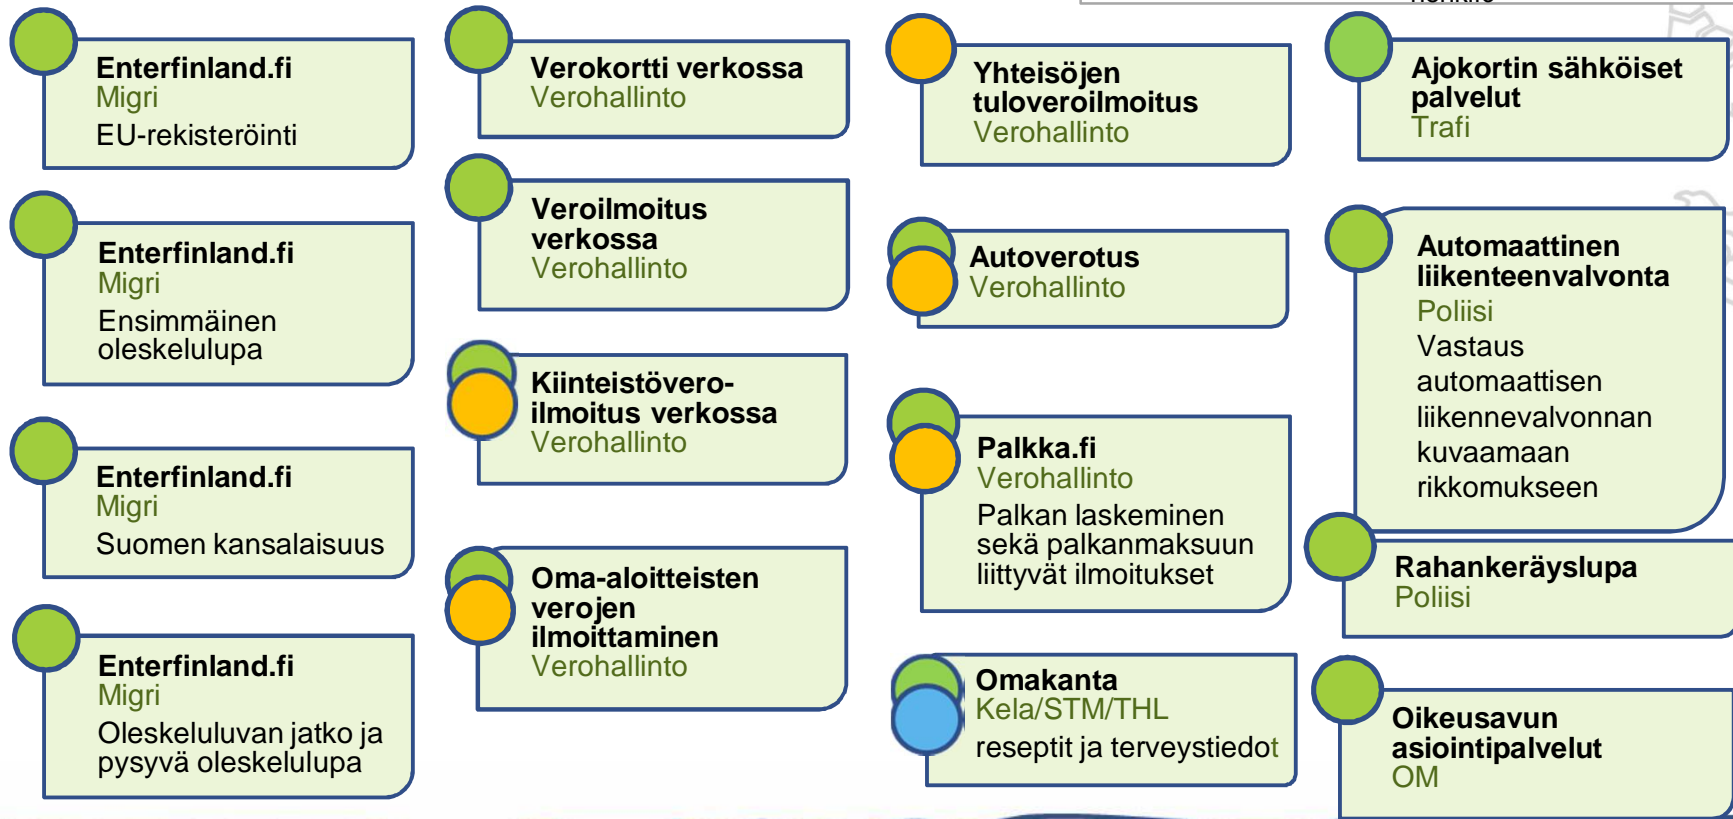 Enterfinland.fi
Migri
EU-rekisteröinti
Enterfinland.fi
Migri
Ensimmäinen
oleskelulupa
Enterfinland.fi
Migri
Suomen kansalaisuus
Enterfinland.fi
Migri
Oleskeluluvan jatko ja
pysyvä oleskelulupa
Verokortti verkossa
Verohallinto
Veroilmoitus
verkossa
Verohallinto
Kiinteistövero-
ilmoitus verkossa
Verohallinto
Oma-aloitteisten
verojen
ilmoittaminen
Verohallinto
Yhteisöjen
tuloveroilmoitus
Verohallinto
Autoverotus
Verohallinto
Palkka.fi
Verohallinto
Palkan laskeminen
sekä palkanmaksuun
liittyvät ilmoitukset
Omakanta
Kela/STM/THL
reseptit ja terveystiedot
Ajokortin sähköiset
palvelut
Trafi
Automaattinen
liikenteenvalvonta
Poliisi
Vastaus
automaattisen
liikennevalvonnan
kuvaamaan
rikkomukseen
Rahankeräyslupa
Poliisi
Oikeusavun
asiointipalvelut
OM